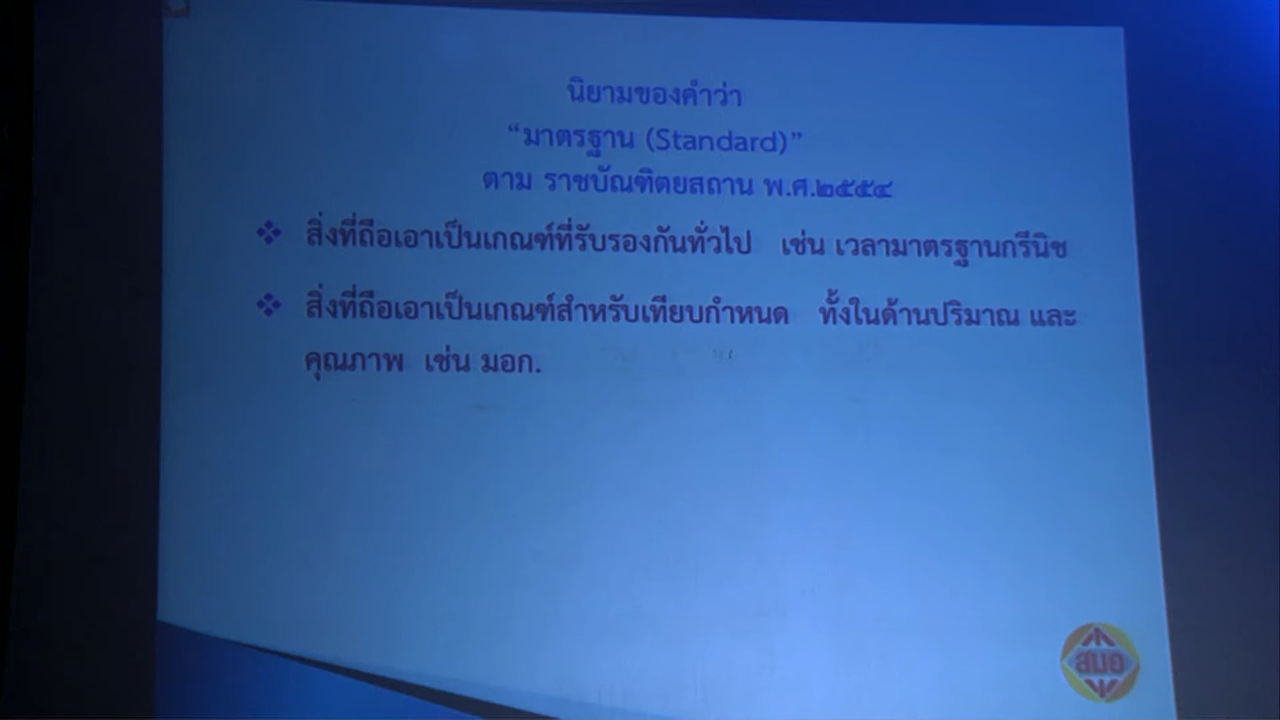 นิยามของคำว่า
“มาตรฐาน (Standard)”
ตาม ราชบัณฑิตยสถาน พ.ศ.๒๕๕๔
❖ สิ่งที่ถือเอาเป็นเกณฑ์ที่รับรองกันทั่วไป เช่น เวลามาตรฐานกรีนิช
❖ สิ่งที่ถือเอาเป็นเกณฑ์สำหรับเทียบกำหนด ทั้งในด้านปริมาณ และ
คุณภาพ เช่น มอก.
สมอ